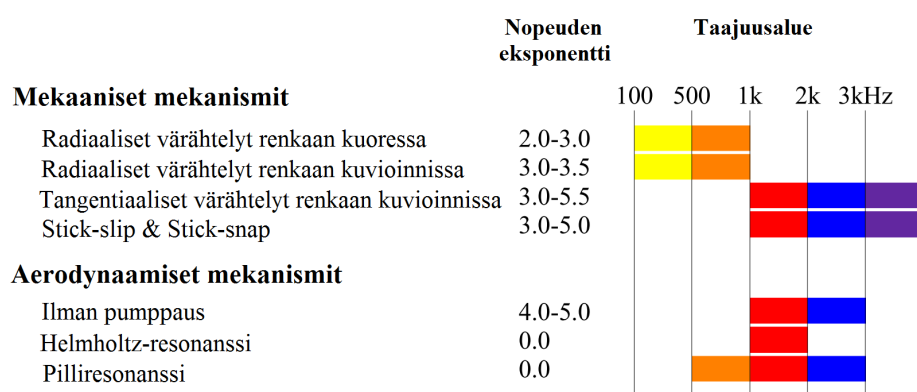 Nopeuden eksponentti Taajuusalue
Mekaaniset mekanismit 100 500 1k 2k 3kHz
Radiaaliset värähtelyt renkaan kuoressa 2.0-3.0
Radiaaliset värähtelyt renkaan kuvioinnissa 3.0-3.5
Tangentiaaliset värähtelyt renkaan kuvioinnissa 3.0-5.5
Stick-slip & Stick-snap 3.0-5.0
Aerodynaamiset mekanismit
Ilman pumppaus 4.0-5.0
Helmholtz-resonanssi 0.0
Pilliresonanssi 0.0